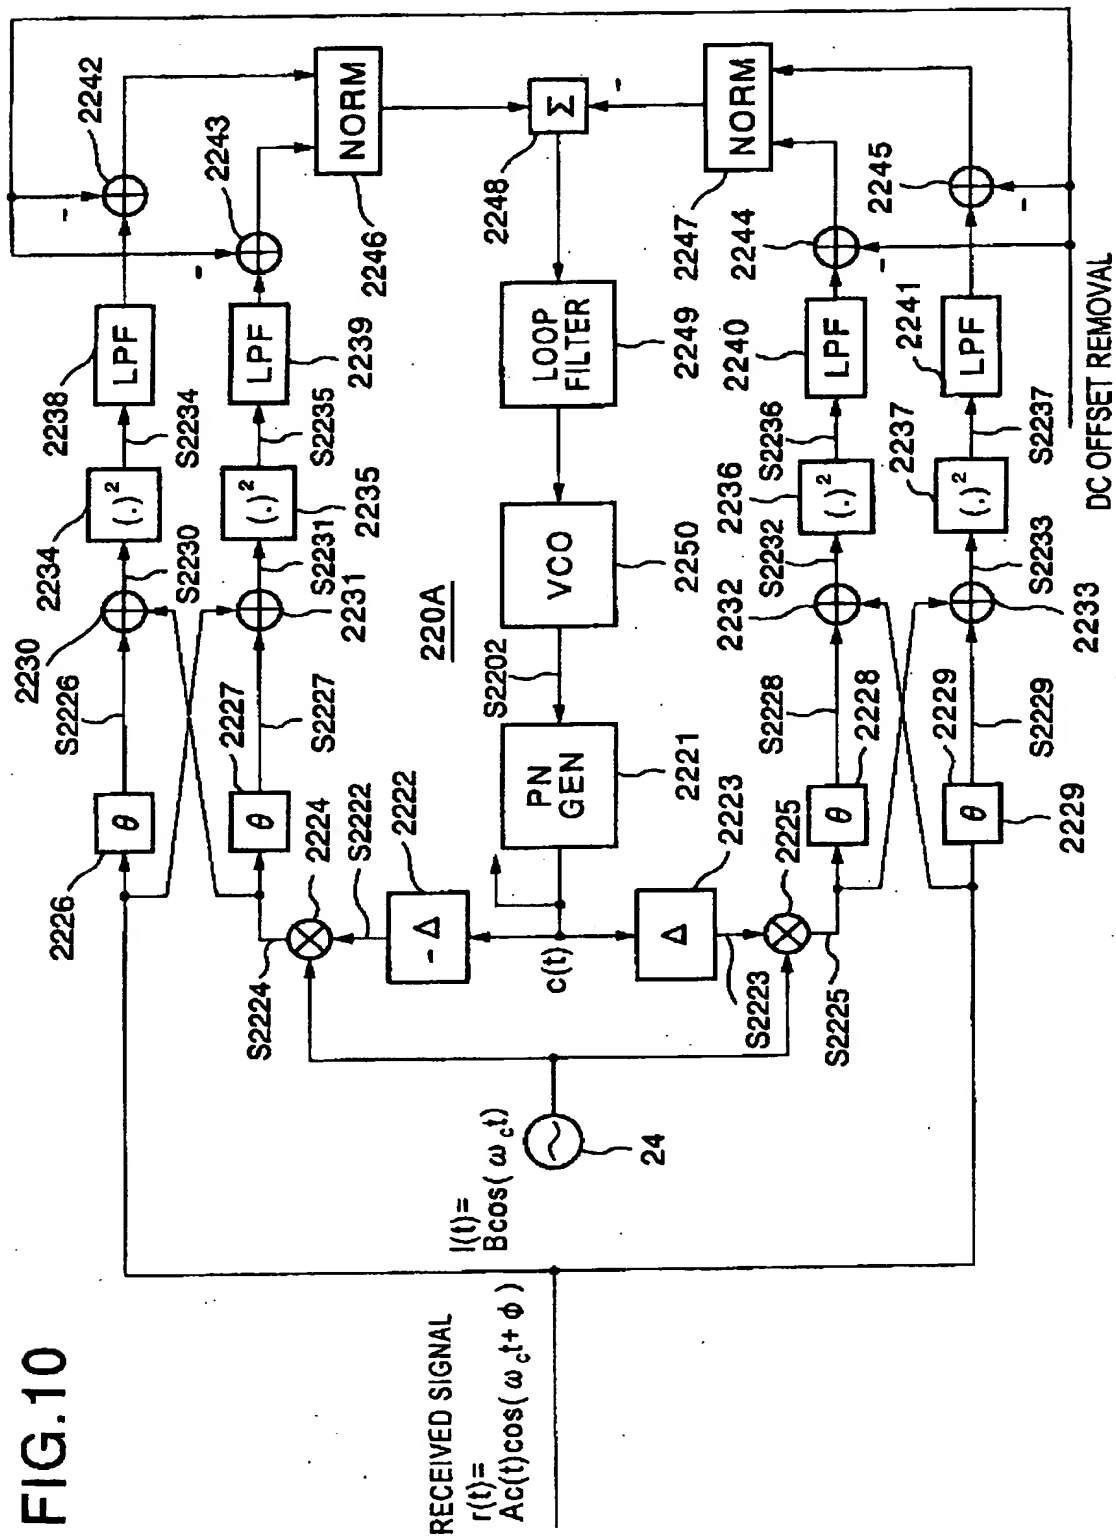 FIG.10
RECEIVED SIGNAL
r(t)=
Ac(t)cos(ω_c t+ Φ)
l(t)=
Bcos(ω_c t)
24
2226
θ
S2226
2230
S2230
2234
(.)²
S2234
2238
LPF
2242
-
S2224
2224
2227
θ
S2227
2231
S2231
2235
(.)²
S2235
2239
LPF
2243
-
NORM
2246
S2222
2222
-Δ
220A
c(t)
PN
GEN
2221
S2202
VCO
2250
LOOP
FILTER
2249
Σ
2248
-
Δ
2223
S2223
2225
S2225
θ
2228
S2228
2232
S2232
2236
(.)²
S2236
2240
LPF
2244
-
NORM
2247
θ
2229
2229
S2229
2233
S2233
2237
(.)²
S2237
2241
LPF
2245
-
DC OFFSET REMOVAL